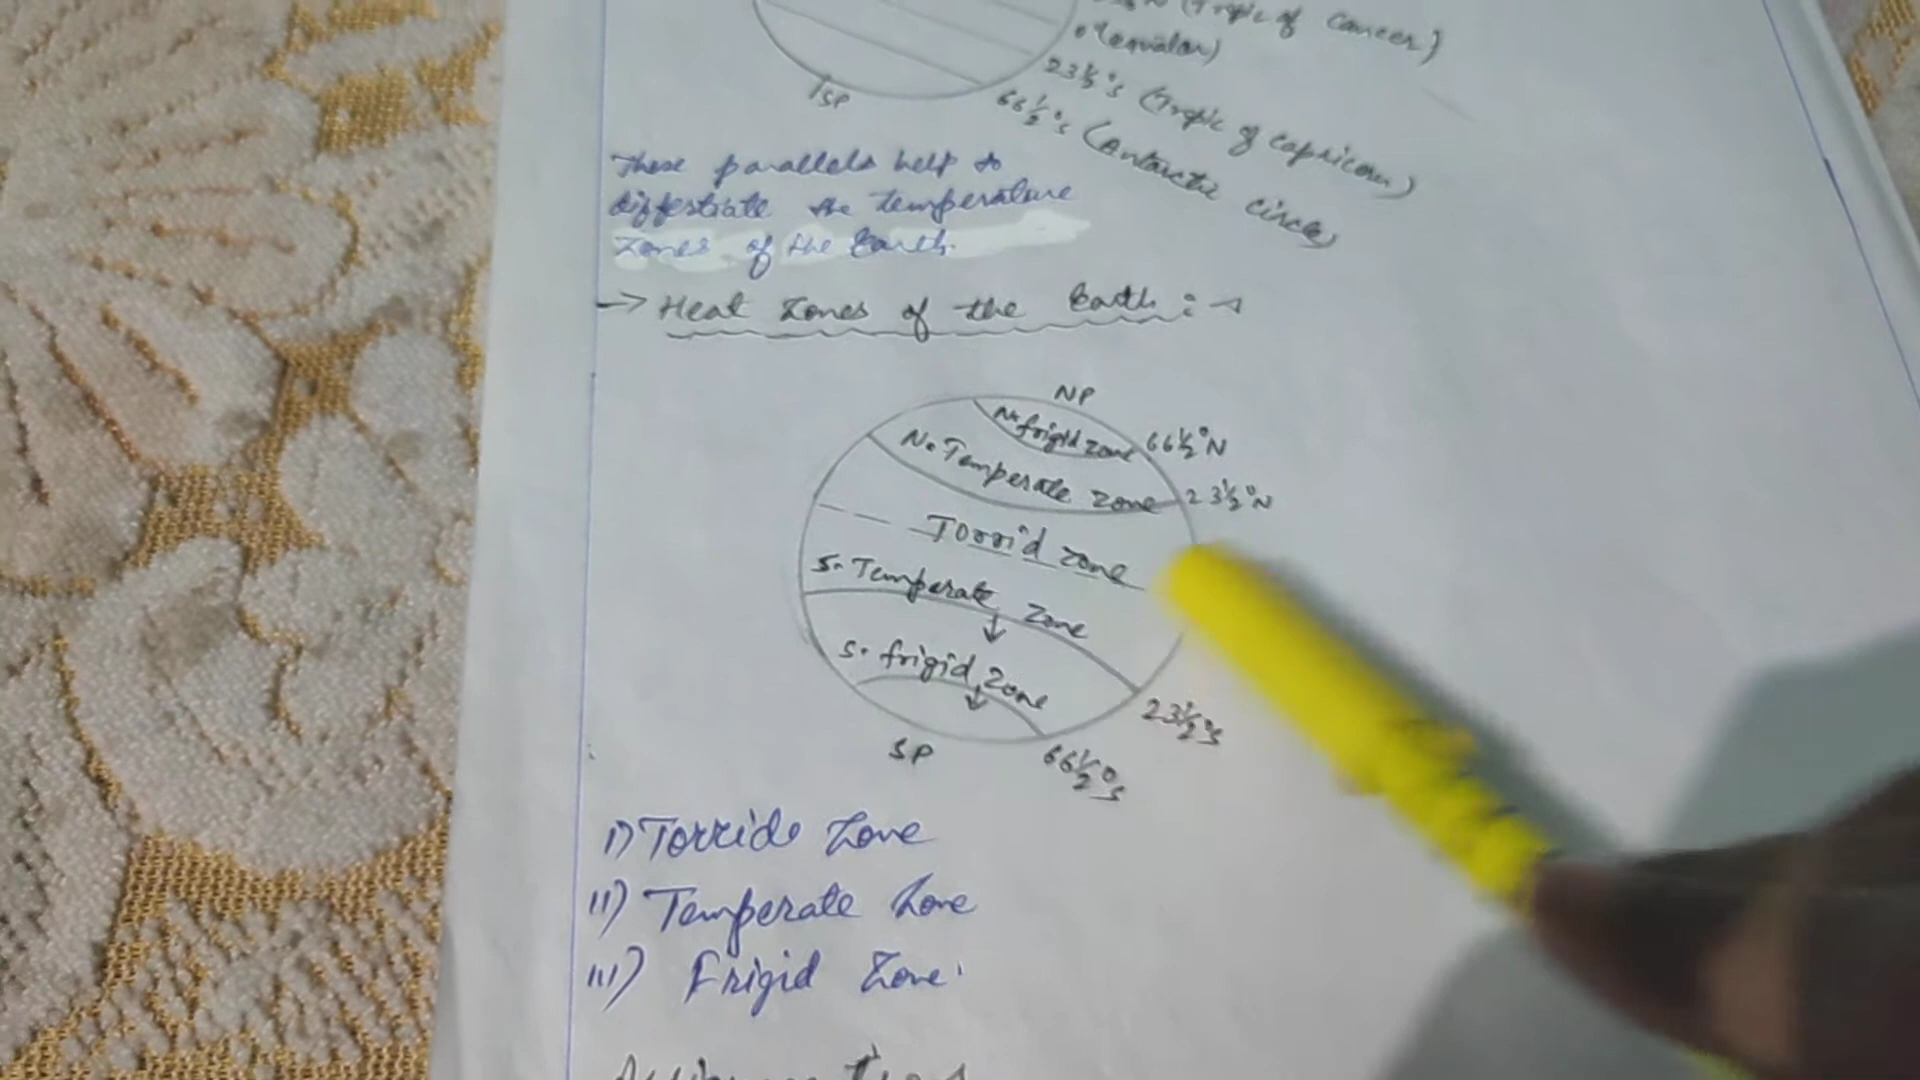 (Tropic of cancer)
0° (equator)
23½°s (Tropic of capricorn)
66½°s (Antarctic circle)
SP
These parallels help to
differtiate the temperature
zones of the Earth.
→ Heat zones of the Earth : →
NP
N. frigid zone 66½°N
N. Temperate zone 23½°N
Torrid zone
S. Temperate zone
S. frigid zone
23½°s
SP
66½°s
i) Torride Zone
ii) Temperate Zone
iii) Frigid Zone.